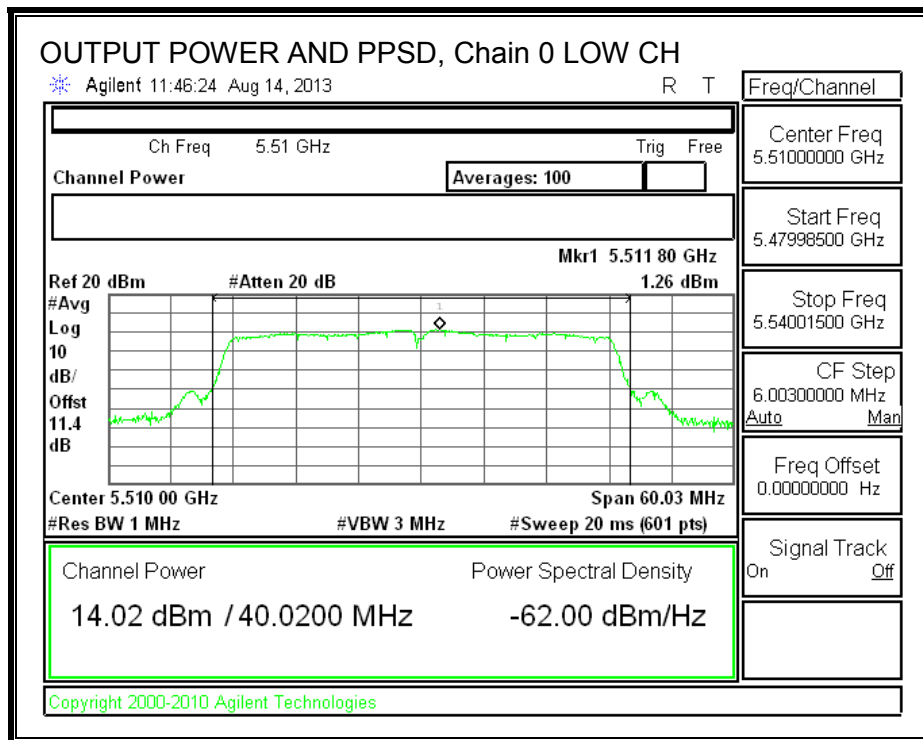 OUTPUT POWER AND PPSD, Chain 0 LOW CH
Agilent 11:46:24 Aug 14, 2013 R T
Freq/Channel
Ch Freq 5.51 GHz Trig Free
Channel Power Averages: 100
Mkr1 5.511 80 GHz
Ref 20 dBm #Atten 20 dB 1.26 dBm
#Avg
Log
10
dB/
Offst
11.4
dB
1
Center 5.510 00 GHz Span 60.03 MHz
#Res BW 1 MHz #VBW 3 MHz #Sweep 20 ms (601 pts)
Channel Power Power Spectral Density
14.02 dBm / 40.0200 MHz -62.00 dBm/Hz
Center Freq
5.51000000 GHz
Start Freq
5.47998500 GHz
Stop Freq
5.54001500 GHz
CF Step
6.00300000 MHz
Auto Man
Freq Offset
0.00000000 Hz
Signal Track
On Off
Copyright 2000-2010 Agilent Technologies